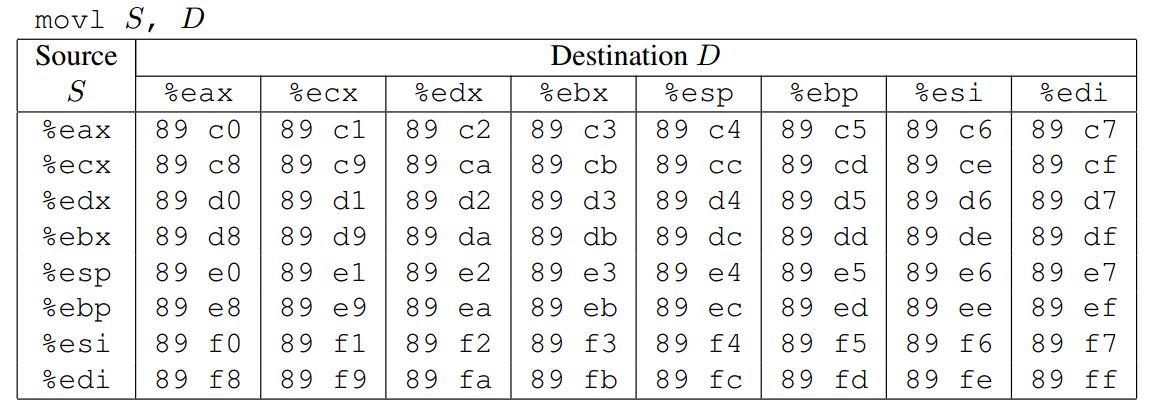 movl S, D
Source Destination D
S %eax %ecx %edx %ebx %esp %ebp %esi %edi
%eax 89 c0 89 c1 89 c2 89 c3 89 c4 89 c5 89 c6 89 c7
%ecx 89 c8 89 c9 89 ca 89 cb 89 cc 89 cd 89 ce 89 cf
%edx 89 d0 89 d1 89 d2 89 d3 89 d4 89 d5 89 d6 89 d7
%ebx 89 d8 89 d9 89 da 89 db 89 dc 89 dd 89 de 89 df
%esp 89 e0 89 e1 89 e2 89 e3 89 e4 89 e5 89 e6 89 e7
%ebp 89 e8 89 e9 89 ea 89 eb 89 ec 89 ed 89 ee 89 ef
%esi 89 f0 89 f1 89 f2 89 f3 89 f4 89 f5 89 f6 89 f7
%edi 89 f8 89 f9 89 fa 89 fb 89 fc 89 fd 89 fe 89 ff